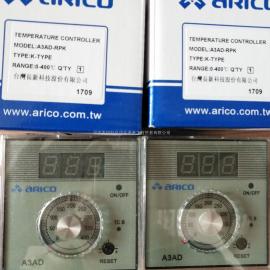 ARICO
ARICO
TEMPERATURE CONTROLLER
MODEL:A3AD-RPK
TYPE:K-TYPE
RANGE:0-400℃ Q'TY 1
台灣長新科技股份有限公司
1709
www.arico.com.tw
TEMPERATURE CONTROLLER
MODEL:A3AD-RPK
TYPE:K-TYPE
RANGE:0-400℃ Q'TY 1
台灣長新科技股份有限公司
1709
www.arico.com.tw
ARICO
ON/OFF
A3AD
RESET
ARICO
ON/OFF
A3AD
RESET